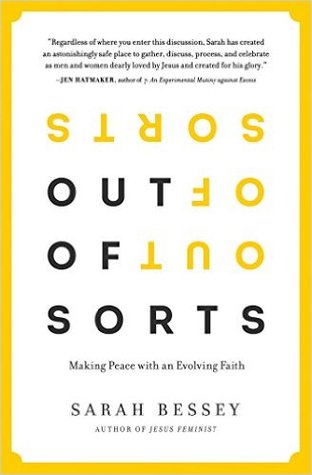 "Regardless of where you enter this discussion, Sarah has created
an astonishingly safe place to gather, discuss, process, and celebrate
as men and women dearly loved by Jesus and created for his glory."
—JEN HATMAKER, author of 7: An Experimental Mutiny against Excess
SORTS
OUT OF
OF OUT
SORTS
Making Peace with an Evolving Faith
SARAH BESSEY
AUTHOR OF JESUS FEMINIST